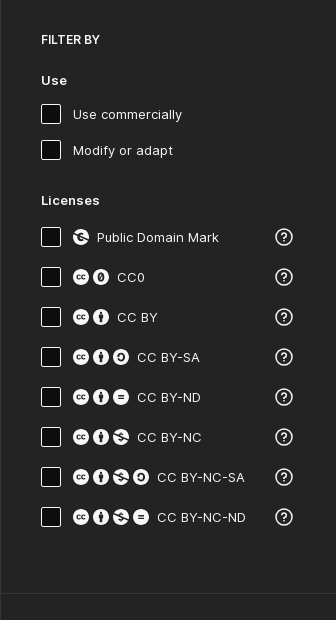 FILTER BY
Use
Use commercially
Modify or adapt
Licenses
Public Domain Mark
CC0
CC BY
CC BY-SA
CC BY-ND
CC BY-NC
CC BY-NC-SA
CC BY-NC-ND